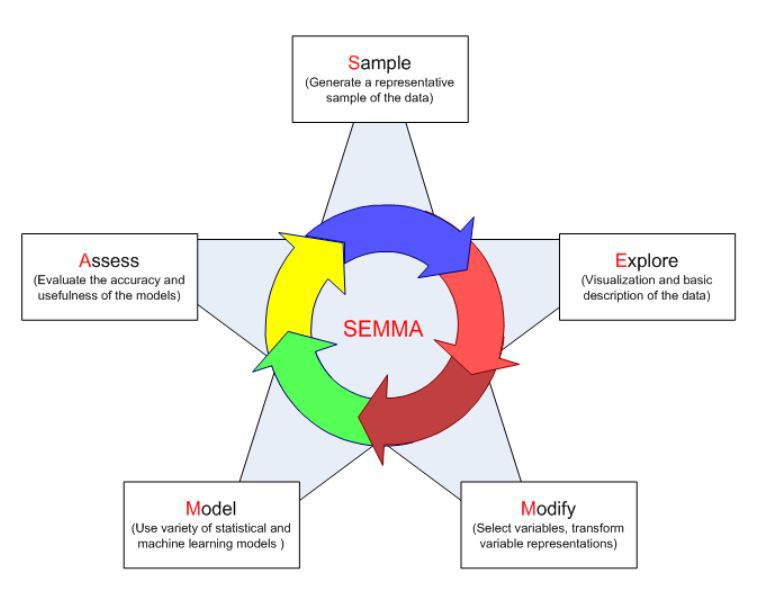 Sample
(Generate a representative
sample of the data)
Assess
(Evaluate the accuracy and
usefulness of the models)
Explore
(Visualization and basic
description of the data)
SEMMA
Model
(Use variety of statistical and
machine learning models )
Modify
(Select variables, transform
variable representations)